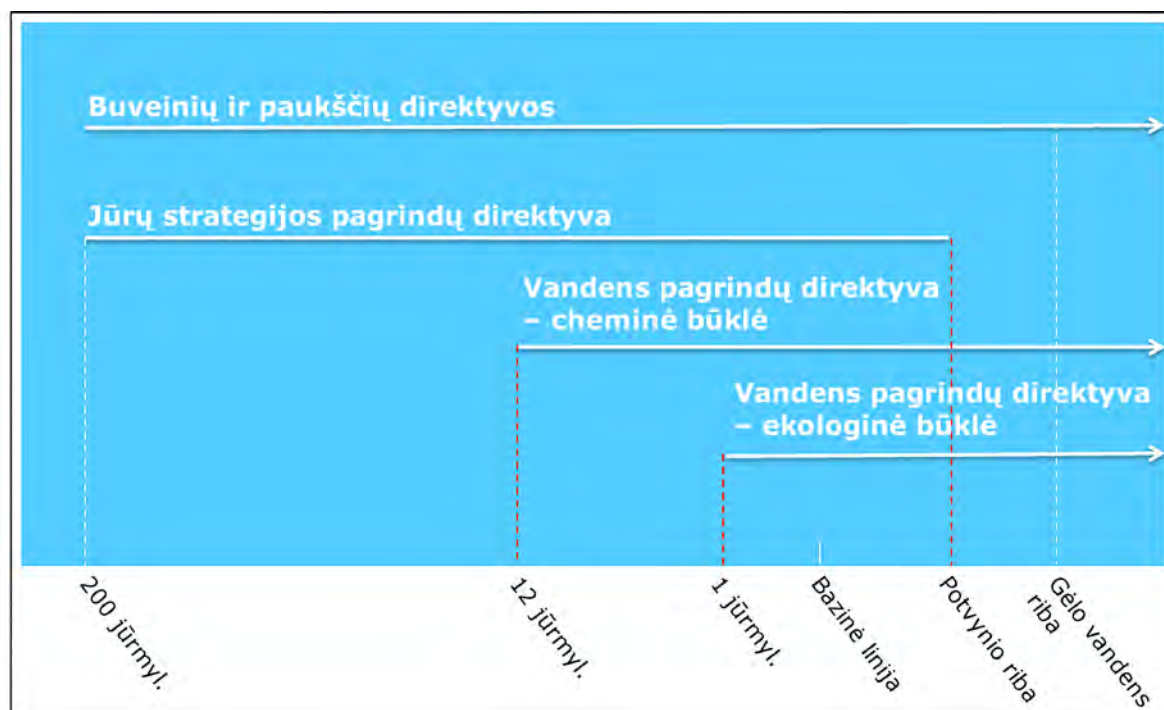 Buveinių ir paukščių direktyvos
Jūrų strategijos pagrindų direktyva
Vandens pagrindų direktyva
– cheminė būklė
Vandens pagrindų direktyva
– ekologinė būklė
200 jūrmyl.
12 jūrmyl.
1 jūrmyl.
Bazinė linija
Potvynio riba
Gėlo vandens
riba